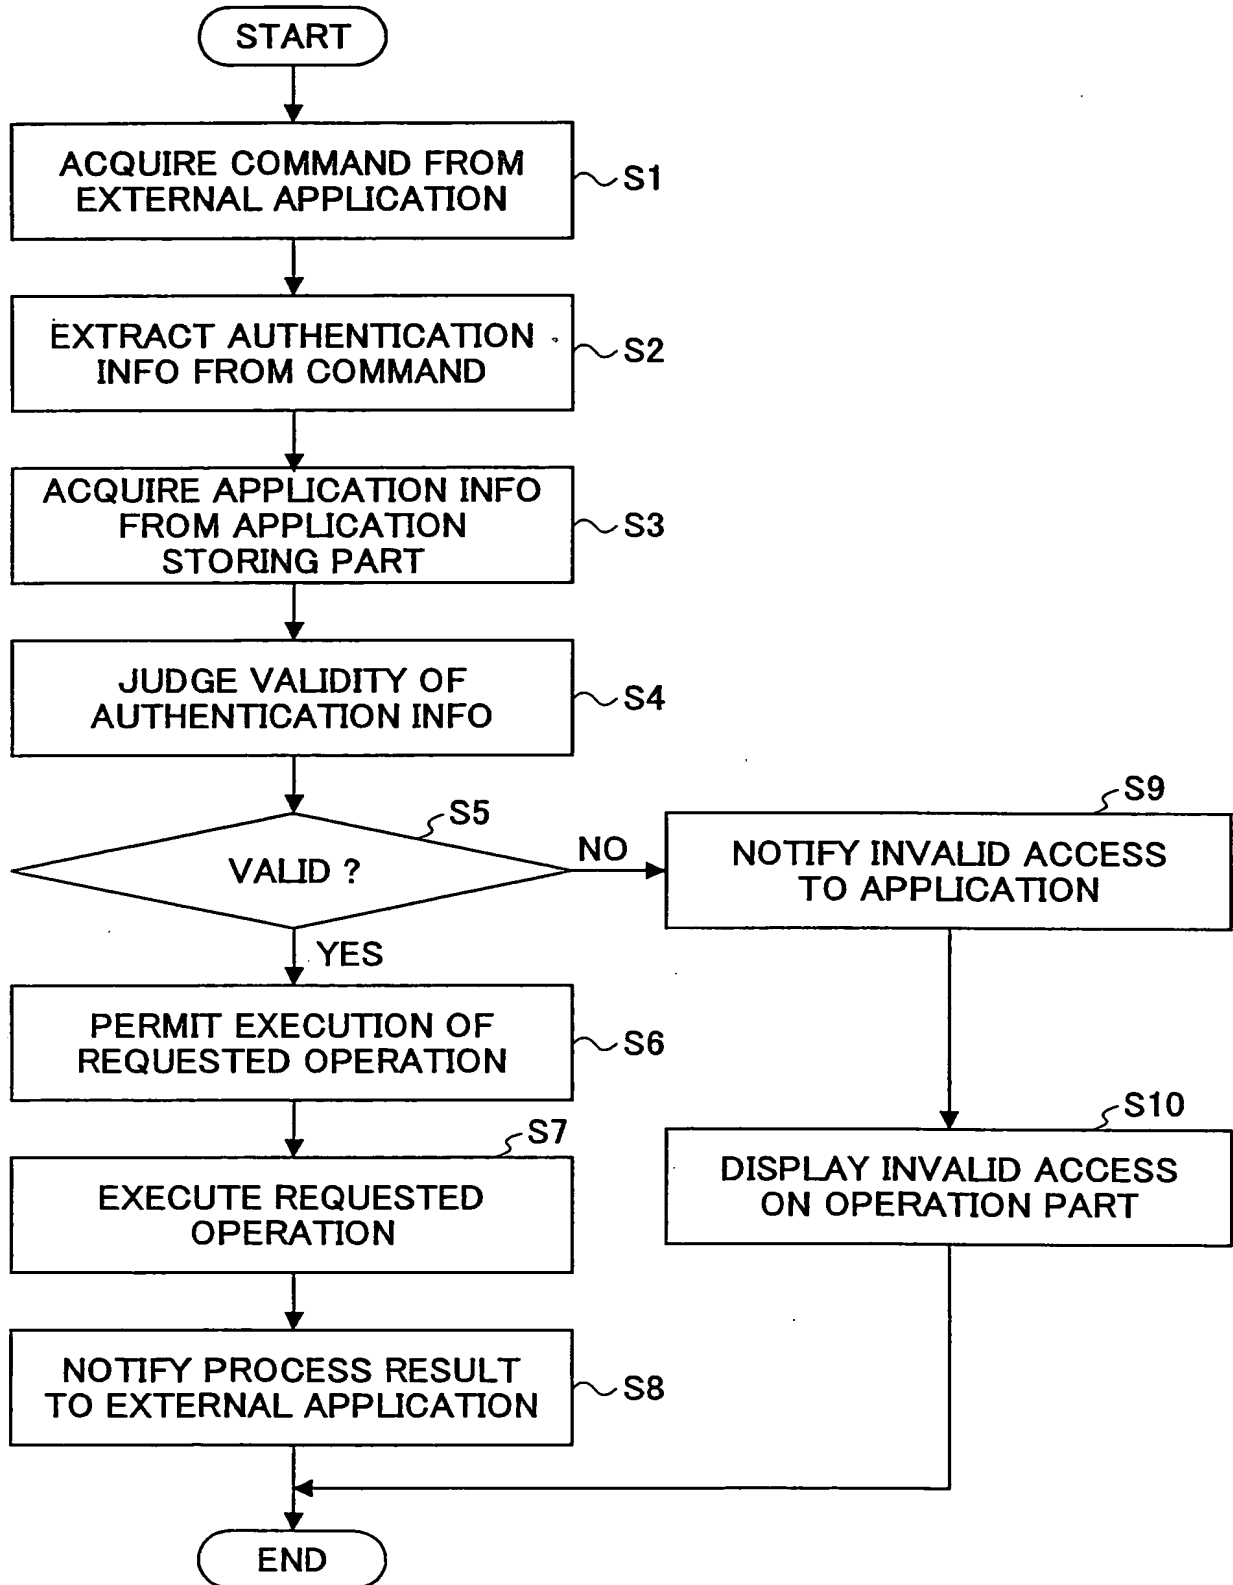 START
ACQUIRE COMMAND FROM
EXTERNAL APPLICATION
S1
EXTRACT AUTHENTICATION
INFO FROM COMMAND
S2
ACQUIRE APPLICATION INFO
FROM APPLICATION
STORING PART
S3
JUDGE VALIDITY OF
AUTHENTICATION INFO
S4
S5
VALID ?
NO
YES
S9
NOTIFY INVALID ACCESS
TO APPLICATION
PERMIT EXECUTION OF
REQUESTED OPERATION
S6
S10
DISPLAY INVALID ACCESS
ON OPERATION PART
S7
EXECUTE REQUESTED
OPERATION
NOTIFY PROCESS RESULT
TO EXTERNAL APPLICATION
S8
END